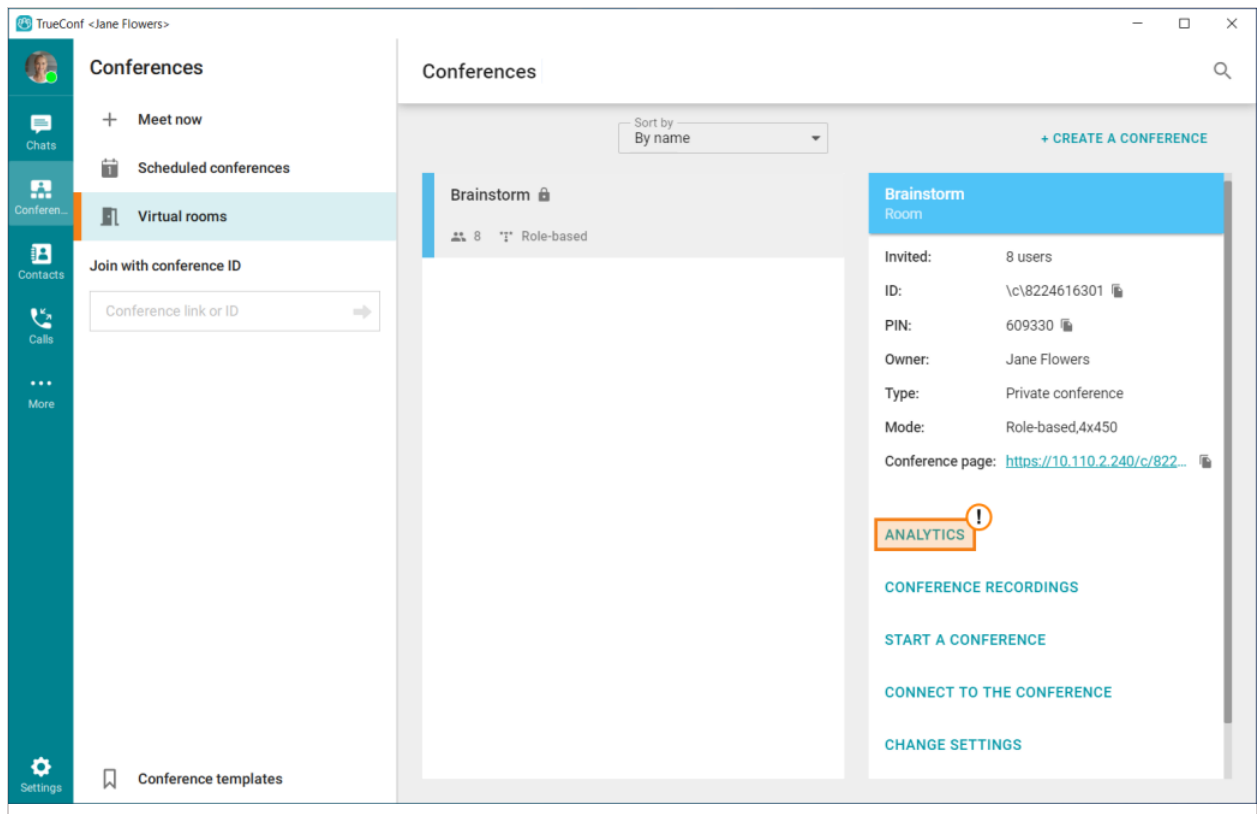 TrueConf <Jane Flowers>
Conferences
Meet now
1
Scheduled conferences
Virtual rooms
Join with conference ID
Conference link or ID
Conference templates
Chats
Conferen...
Contacts
Calls
More
Settings
Conferences
Sort by
By name
+ CREATE A CONFERENCE
Brainstorm
8 Role-based
Brainstorm
Room
Invited: 8 users
ID: \c\8224616301
PIN: 609330
Owner: Jane Flowers
Type: Private conference
Mode: Role-based,4x450
Conference page: https://10.110.2.240/c/822...
!
ANALYTICS
CONFERENCE RECORDINGS
START A CONFERENCE
CONNECT TO THE CONFERENCE
CHANGE SETTINGS